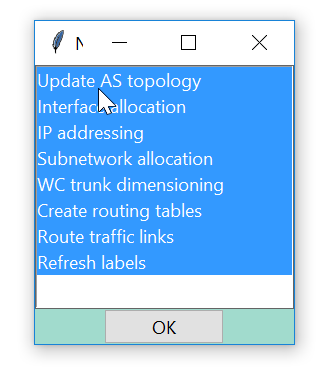 Update AS topology
Interface allocation
IP addressing
Subnetwork allocation
WC trunk dimensioning
Create routing tables
Route traffic links
Refresh labels
OK